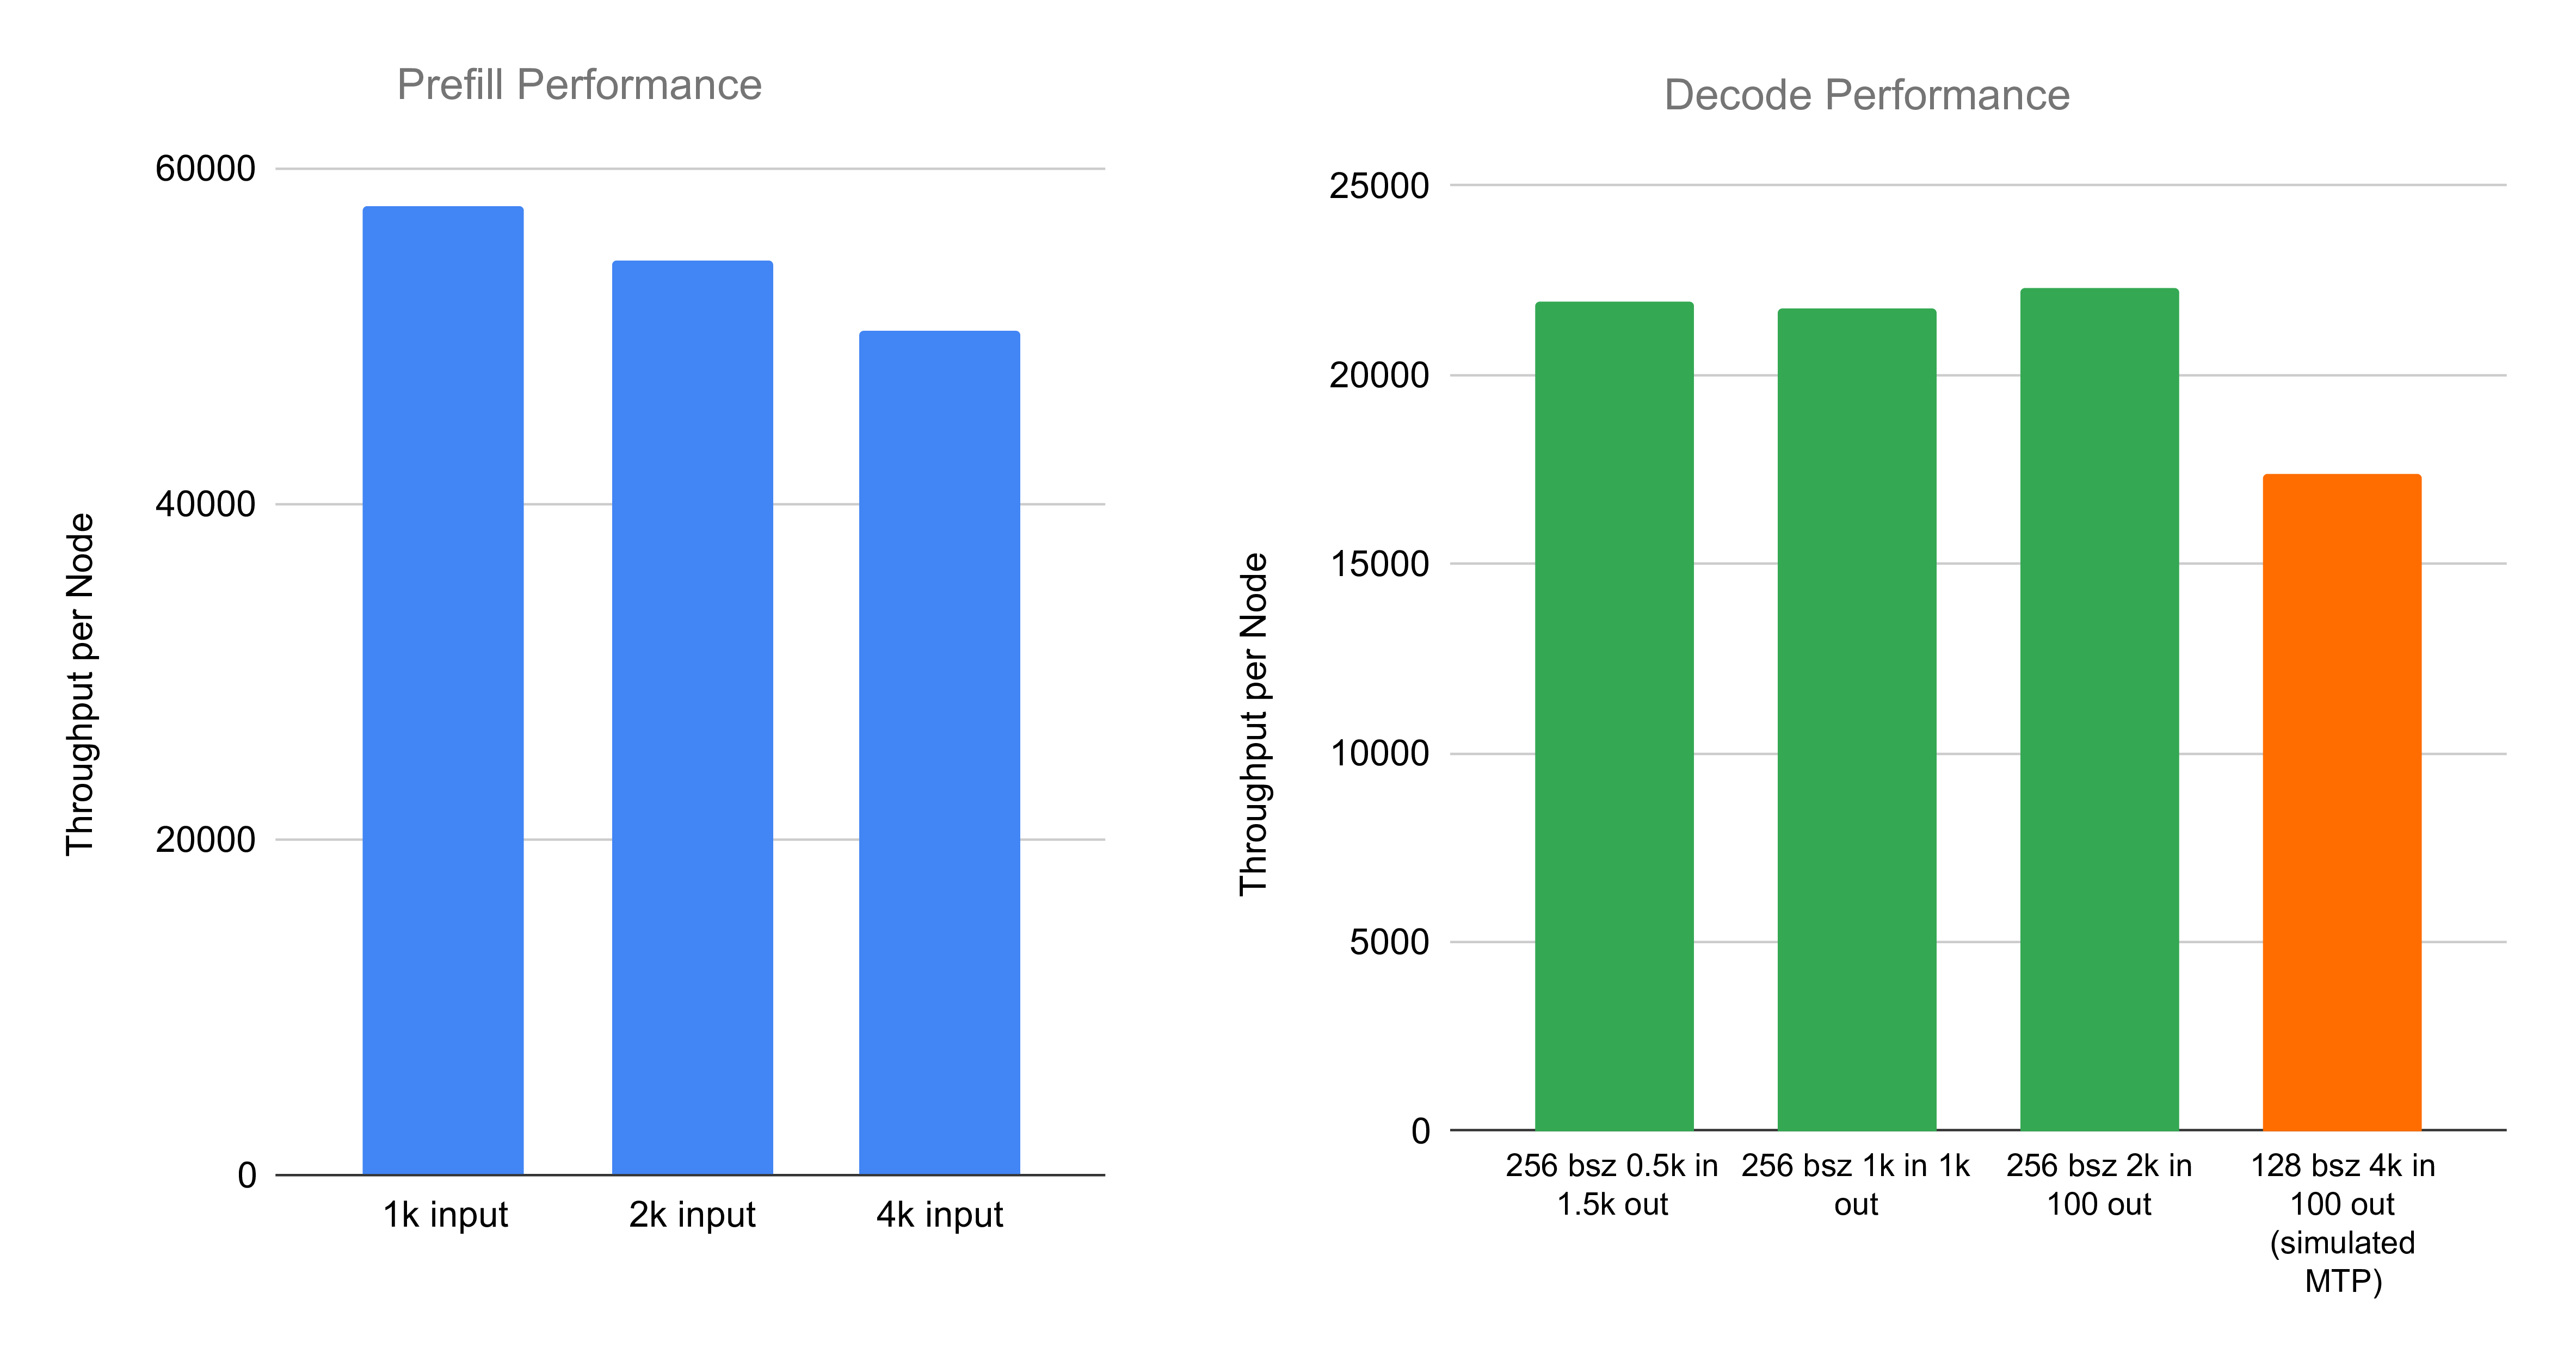 Prefill Performance
Throughput per Node
60000
40000
20000
0
1k input
2k input
4k input
Decode Performance
Throughput per Node
25000
20000
15000
10000
5000
0
256 bsz 0.5k in
1.5k out
256 bsz 1k in 1k
out
256 bsz 2k in
100 out
128 bsz 4k in
100 out
(simulated
MTP)